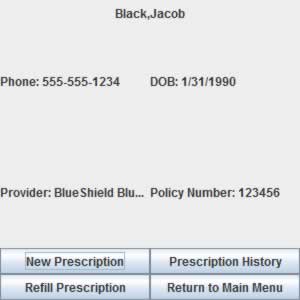 Black,Jacob
Phone: 555-555-1234 DOB: 1/31/1990
Provider: BlueShield Blu... Policy Number: 123456
New Prescription Prescription History
Refill Prescription Return to Main Menu